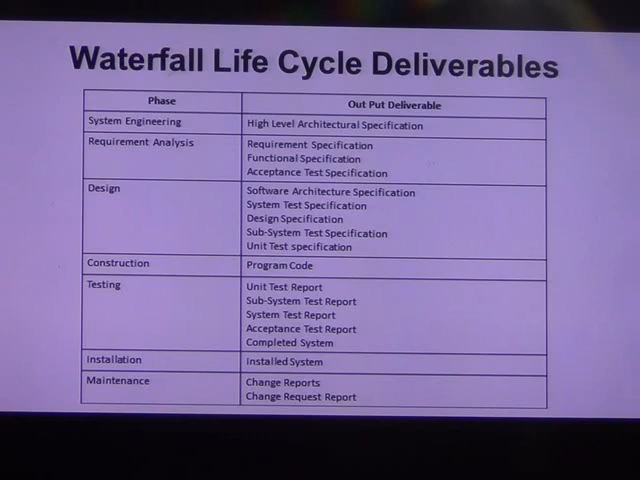 Waterfall Life Cycle Deliverables
Phase Out Put Deliverable
System Engineering High Level Architectural Specification
Requirement Analysis Requirement Specification
Functional Specification
Acceptance Test Specification
Design Software Architecture Specification
System Test Specification
Design Specification
Sub-System Test Specification
Unit Test specification
Construction Program Code
Testing Unit Test Report
Sub-System Test Report
System Test Report
Acceptance Test Report
Completed System
Installation Installed System
Maintenance Change Reports
Change Request Report